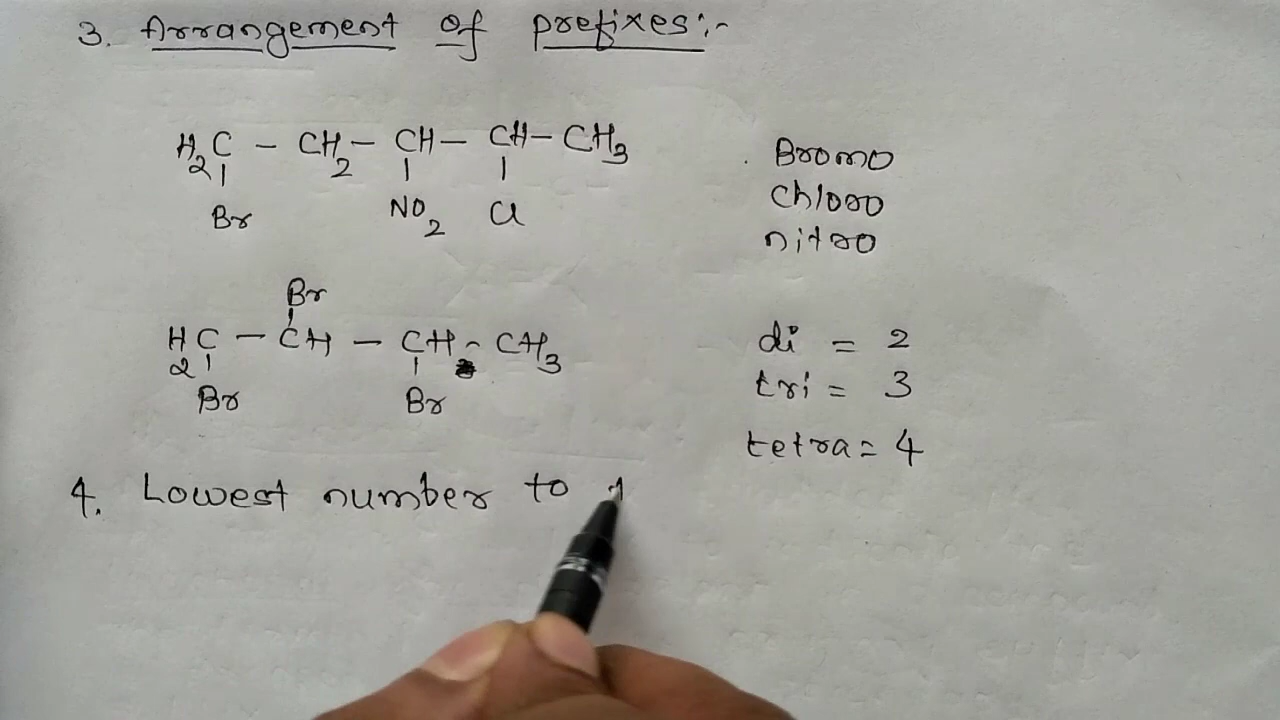 3. Arrangement of prefixes:-
H2C - CH2 - CH - CH - CH3
Br NO2 Cl
Bromo
Chloro
nitro
Br
H2C - CH - CH - CH3
Br Br
di = 2
tri = 3
tetra = 4
4. Lowest number to